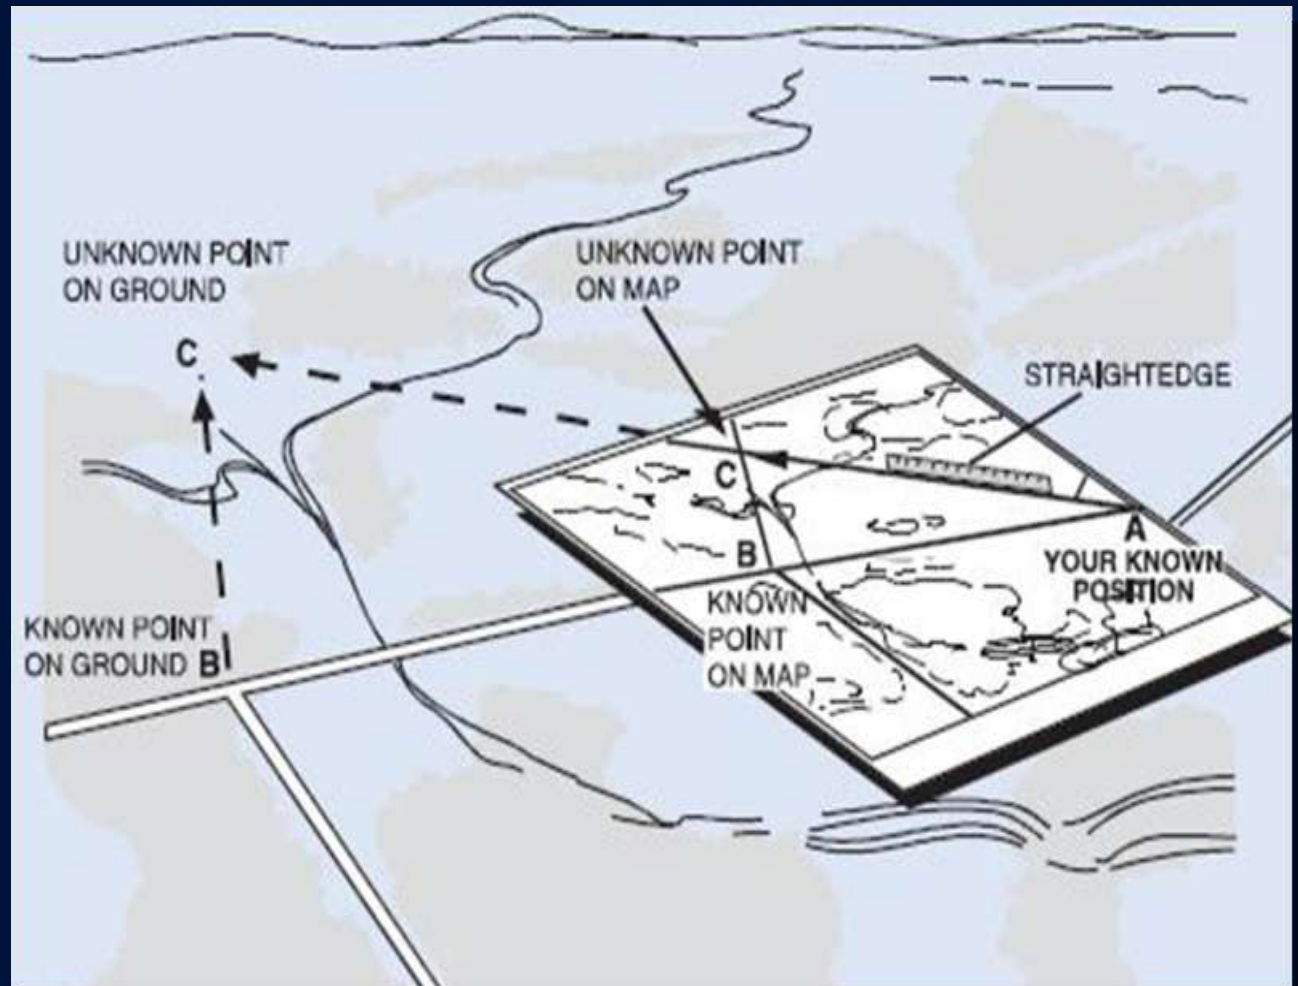 UNKNOWN POINT
ON GROUND
C
UNKNOWN POINT
ON MAP
STRAIGHTEDGE
C
A
YOUR KNOWN
POSITION
B
KNOWN
POINT
ON MAP
KNOWN POINT
ON GROUND B